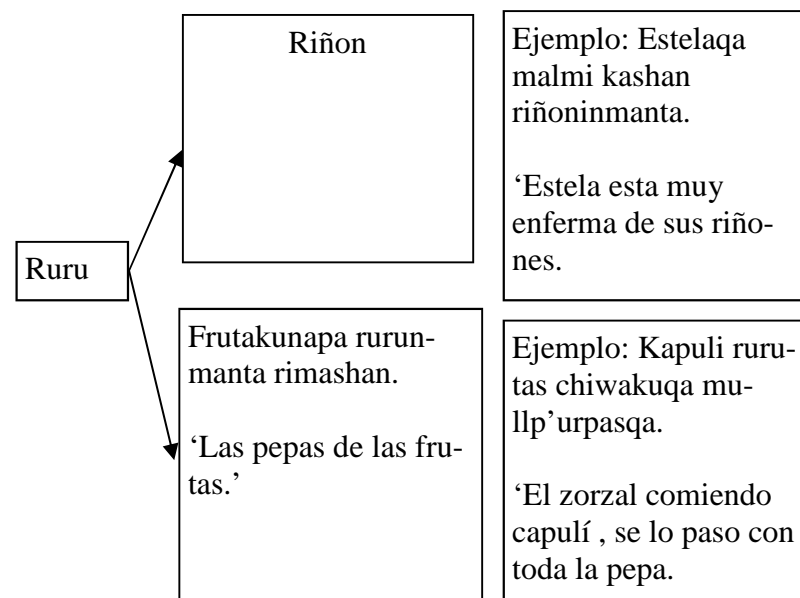 Ruru
Riñon
Ejemplo: Estelaqa
malmi kashan
riñoninmanta.
‘Estela esta muy
enferma de sus riño-
nes.
Frutakunapa rurun-
manta rimashan.
‘Las pepas de las fru-
tas.’
Ejemplo: Kapuli ruru-
tas chiwakuqa mu-
llp’urpasqa.
‘El zorzal comiendo
capulí , se lo paso con
toda la pepa.